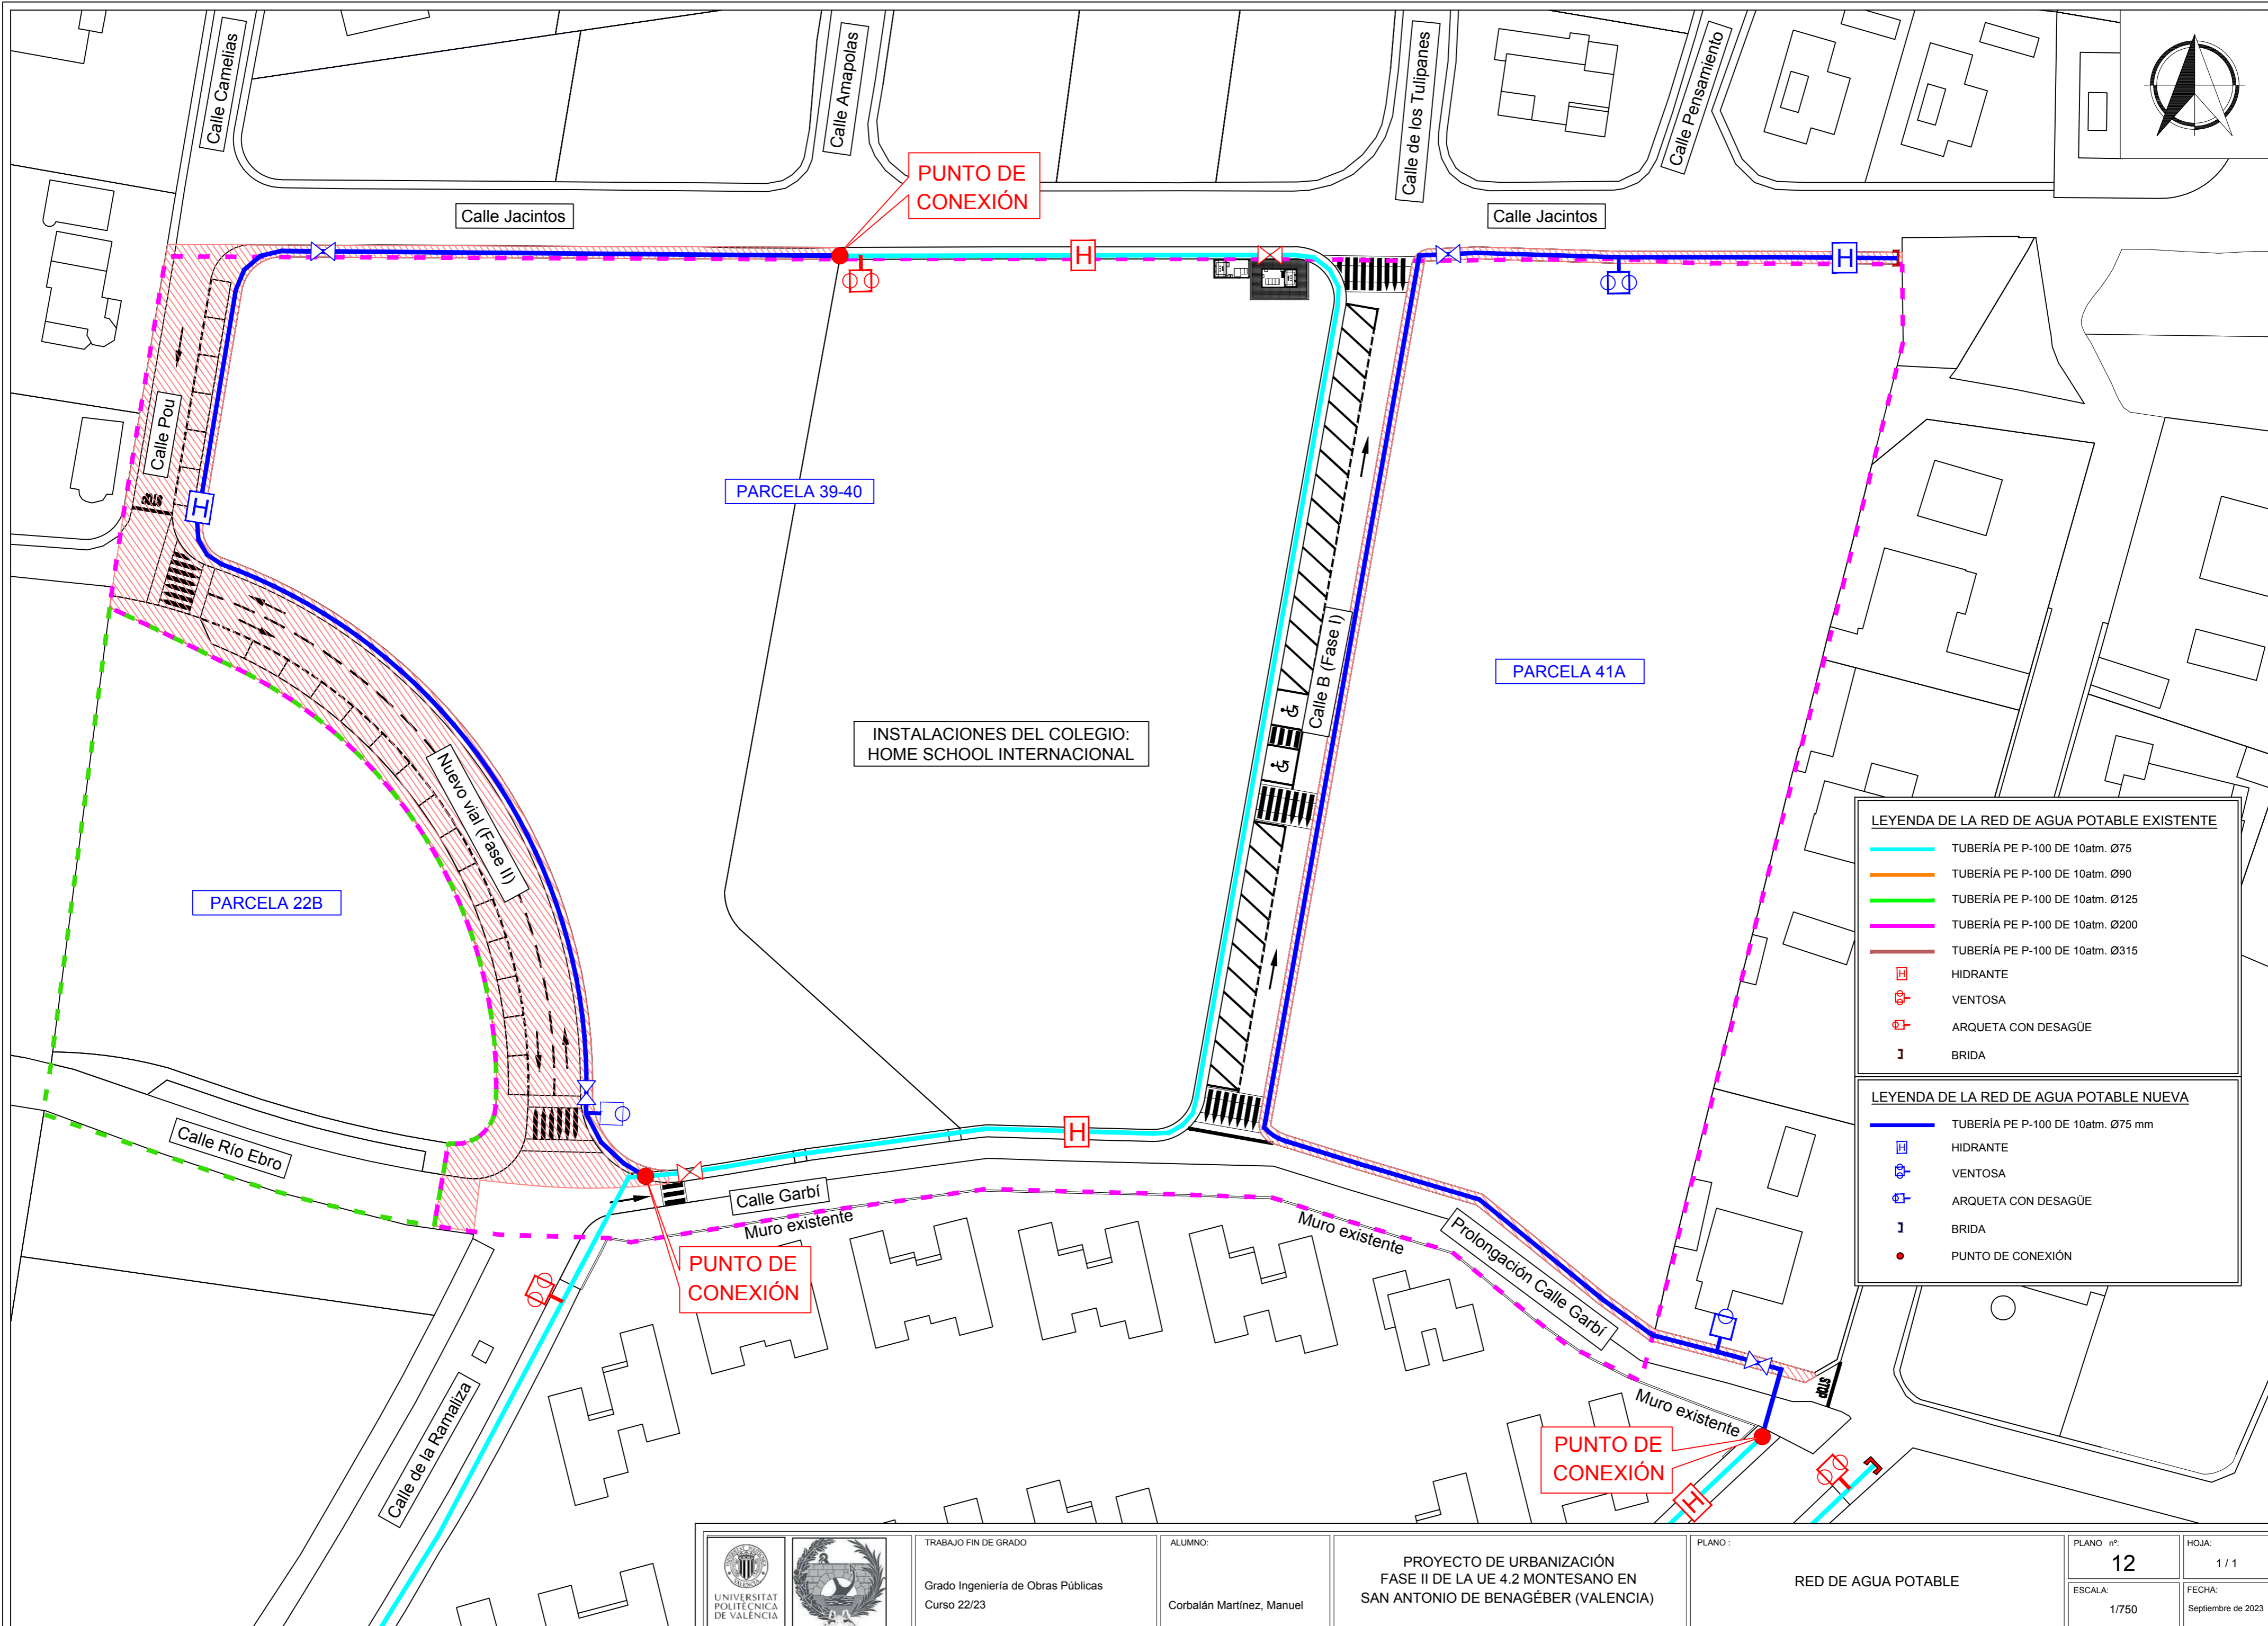 Calle Camelias
Calle Amapolas
Calle de los Tulipanes
Calle Pensamiento
PUNTO DE
CONEXIÓN
Calle Jacintos
Calle Jacintos
H
H
Calle Pou
STOP
H
PARCELA 39-40
Calle B (Fase I)
PARCELA 41A
INSTALACIONES DEL COLEGIO:
HOME SCHOOL INTERNACIONAL
Nuevo vial (Fase II)
PARCELA 22B
LEYENDA DE LA RED DE AGUA POTABLE EXISTENTE
TUBERÍA PE P-100 DE 10atm. Ø75
TUBERÍA PE P-100 DE 10atm. Ø90
TUBERÍA PE P-100 DE 10atm. Ø125
TUBERÍA PE P-100 DE 10atm. Ø200
TUBERÍA PE P-100 DE 10atm. Ø315
H HIDRANTE
VENTOSA
ARQUETA CON DESAGÜE
BRIDA
LEYENDA DE LA RED DE AGUA POTABLE NUEVA
TUBERÍA PE P-100 DE 10atm. Ø75 mm
H HIDRANTE
VENTOSA
ARQUETA CON DESAGÜE
BRIDA
PUNTO DE CONEXIÓN
H
Calle Río Ebro
Calle Garbí
Muro existente
Muro existente
Prolongación Calle Garbí
PUNTO DE
CONEXIÓN
Calle de la Ramaliza
STOP
Muro existente
PUNTO DE
CONEXIÓN
H
UNIVERSITAT
POLITÈCNICA
DE VALÈNCIA
TRABAJO FIN DE GRADO
Grado Ingeniería de Obras Públicas
Curso 22/23
ALUMNO:
Corbalán Martínez, Manuel
PROYECTO DE URBANIZACIÓN
FASE II DE LA UE 4.2 MONTESANO EN
SAN ANTONIO DE BENAGÉBER (VALENCIA)
PLANO :
RED DE AGUA POTABLE
PLANO nº:
12
HOJA:
1 / 1
ESCALA:
1/750
FECHA:
Septiembre de 2023